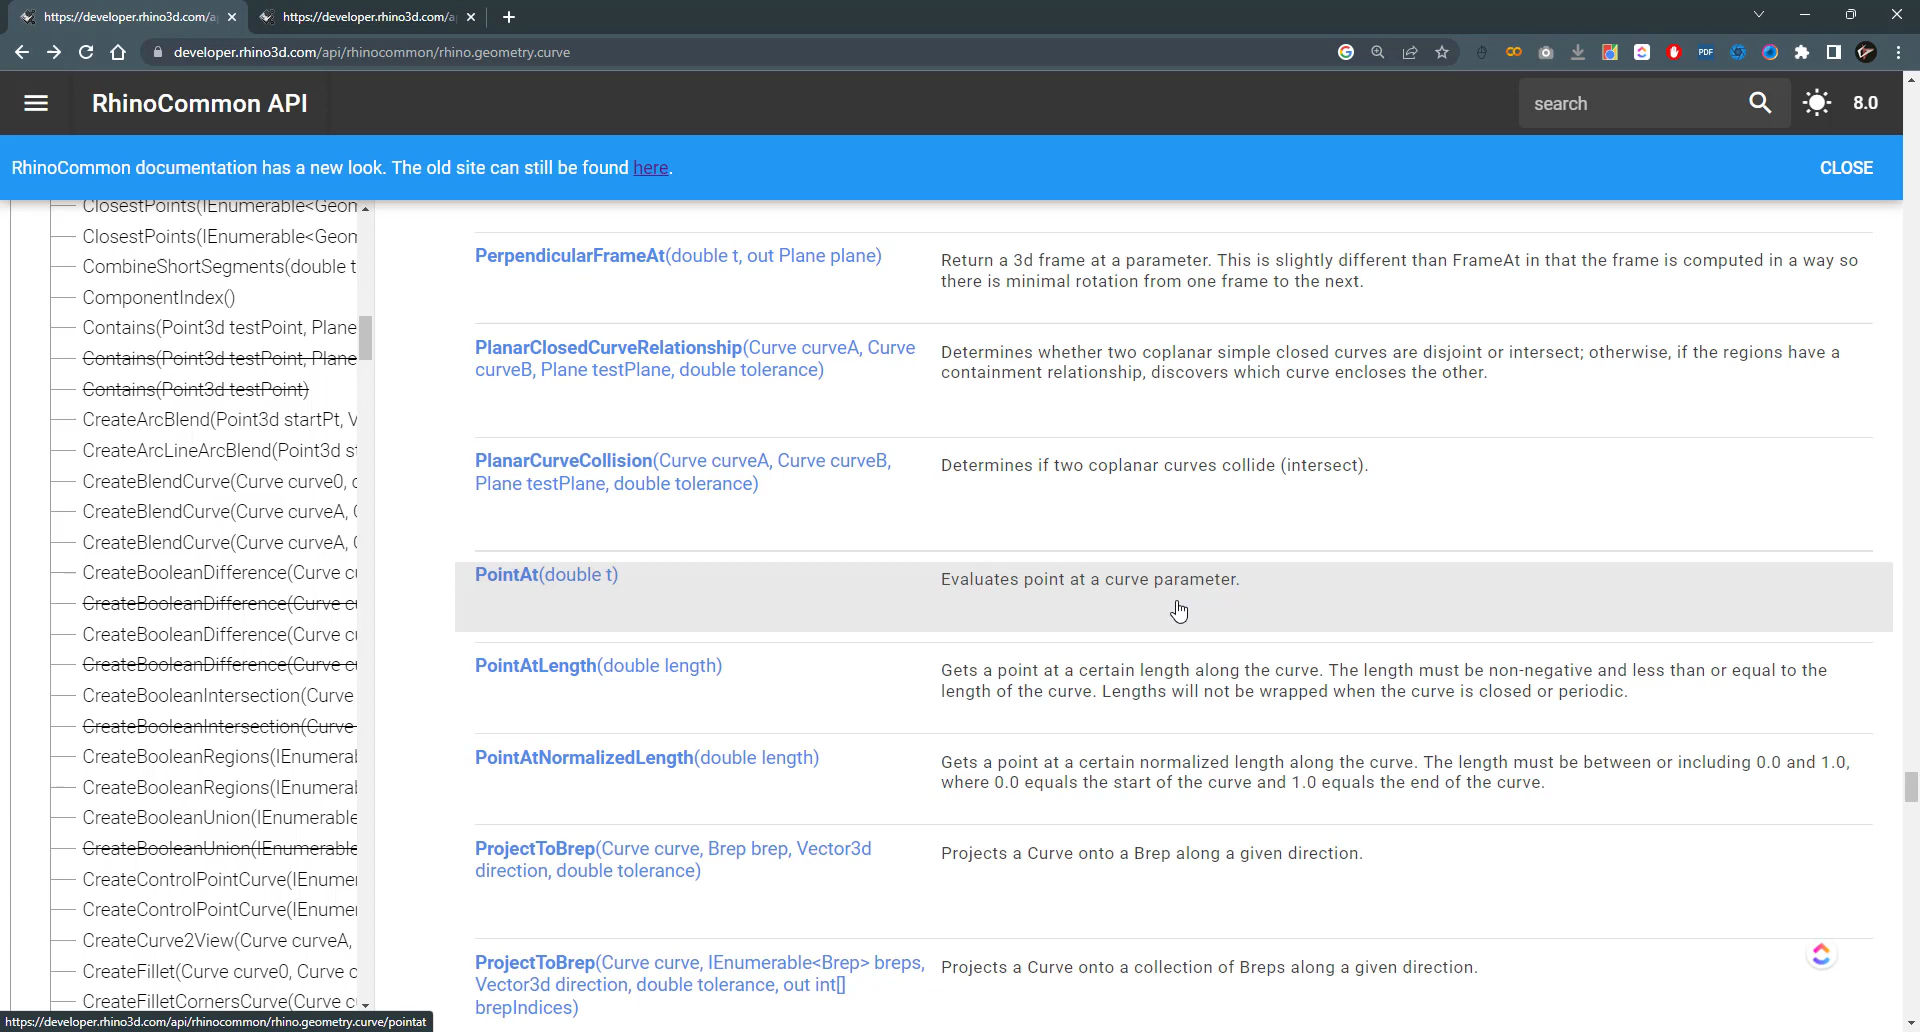 https://developer.rhino3d.com/a
https://developer.rhino3d.com/a
developer.rhino3d.com/api/rhinocommon/rhino.geometry.curve
PDF
RhinoCommon API
search
8.0
RhinoCommon documentation has a new look. The old site can still be found here.
CLOSE
ClosestPoints(IEnumerable<Geom
ClosestPoints(IEnumerable<Geom
CombineShortSegments(double t
ComponentIndex()
Contains(Point3d testPoint, Plane
Contains(Point3d testPoint, Plane
Contains(Point3d testPoint)
CreateArcBlend(Point3d startPt, V
CreateArcLineArcBlend(Point3d st
CreateBlendCurve(Curve curve0, d
CreateBlendCurve(Curve curveA, C
CreateBlendCurve(Curve curveA, C
CreateBooleanDifference(Curve cu
CreateBooleanDifference(Curve cu
CreateBooleanDifference(Curve cu
CreateBooleanDifference(Curve cu
CreateBooleanIntersection(Curve
CreateBooleanIntersection(Curve
CreateBooleanRegions(IEnumeral
CreateBooleanRegions(IEnumeral
CreateBooleanUnion(IEnumerable
CreateBooleanUnion(IEnumerable
CreateControlPointCurve(IEnumer
CreateControlPointCurve(IEnumer
CreateCurve2View(Curve curveA,
CreateFillet(Curve curve0, Curve c
CreateFilletCornersCurve(Curve cu
PerpendicularFrameAt(double t, out Plane plane)
Return a 3d frame at a parameter. This is slightly different than FrameAt in that the frame is computed in a way so
there is minimal rotation from one frame to the next.
PlanarClosedCurveRelationship(Curve curveA, Curve
curveB, Plane testPlane, double tolerance)
Determines whether two coplanar simple closed curves are disjoint or intersect; otherwise, if the regions have a
containment relationship, discovers which curve encloses the other.
PlanarCurveCollision(Curve curveA, Curve curveB,
Plane testPlane, double tolerance)
Determines if two coplanar curves collide (intersect).
PointAt(double t)
Evaluates point at a curve parameter.
PointAtLength(double length)
Gets a point at a certain length along the curve. The length must be non-negative and less than or equal to the
length of the curve. Lengths will not be wrapped when the curve is closed or periodic.
PointAtNormalizedLength(double length)
Gets a point at a certain normalized length along the curve. The length must be between or including 0.0 and 1.0,
where 0.0 equals the start of the curve and 1.0 equals the end of the curve.
ProjectToBrep(Curve curve, Brep brep, Vector3d
direction, double tolerance)
Projects a Curve onto a Brep along a given direction.
ProjectToBrep(Curve curve, IEnumerable<Brep> breps,
Vector3d direction, double tolerance, out int[]
brepIndices)
Projects a Curve onto a collection of Breps along a given direction.
https://developer.rhino3d.com/api/rhinocommon/rhino.geometry.curve/pointat